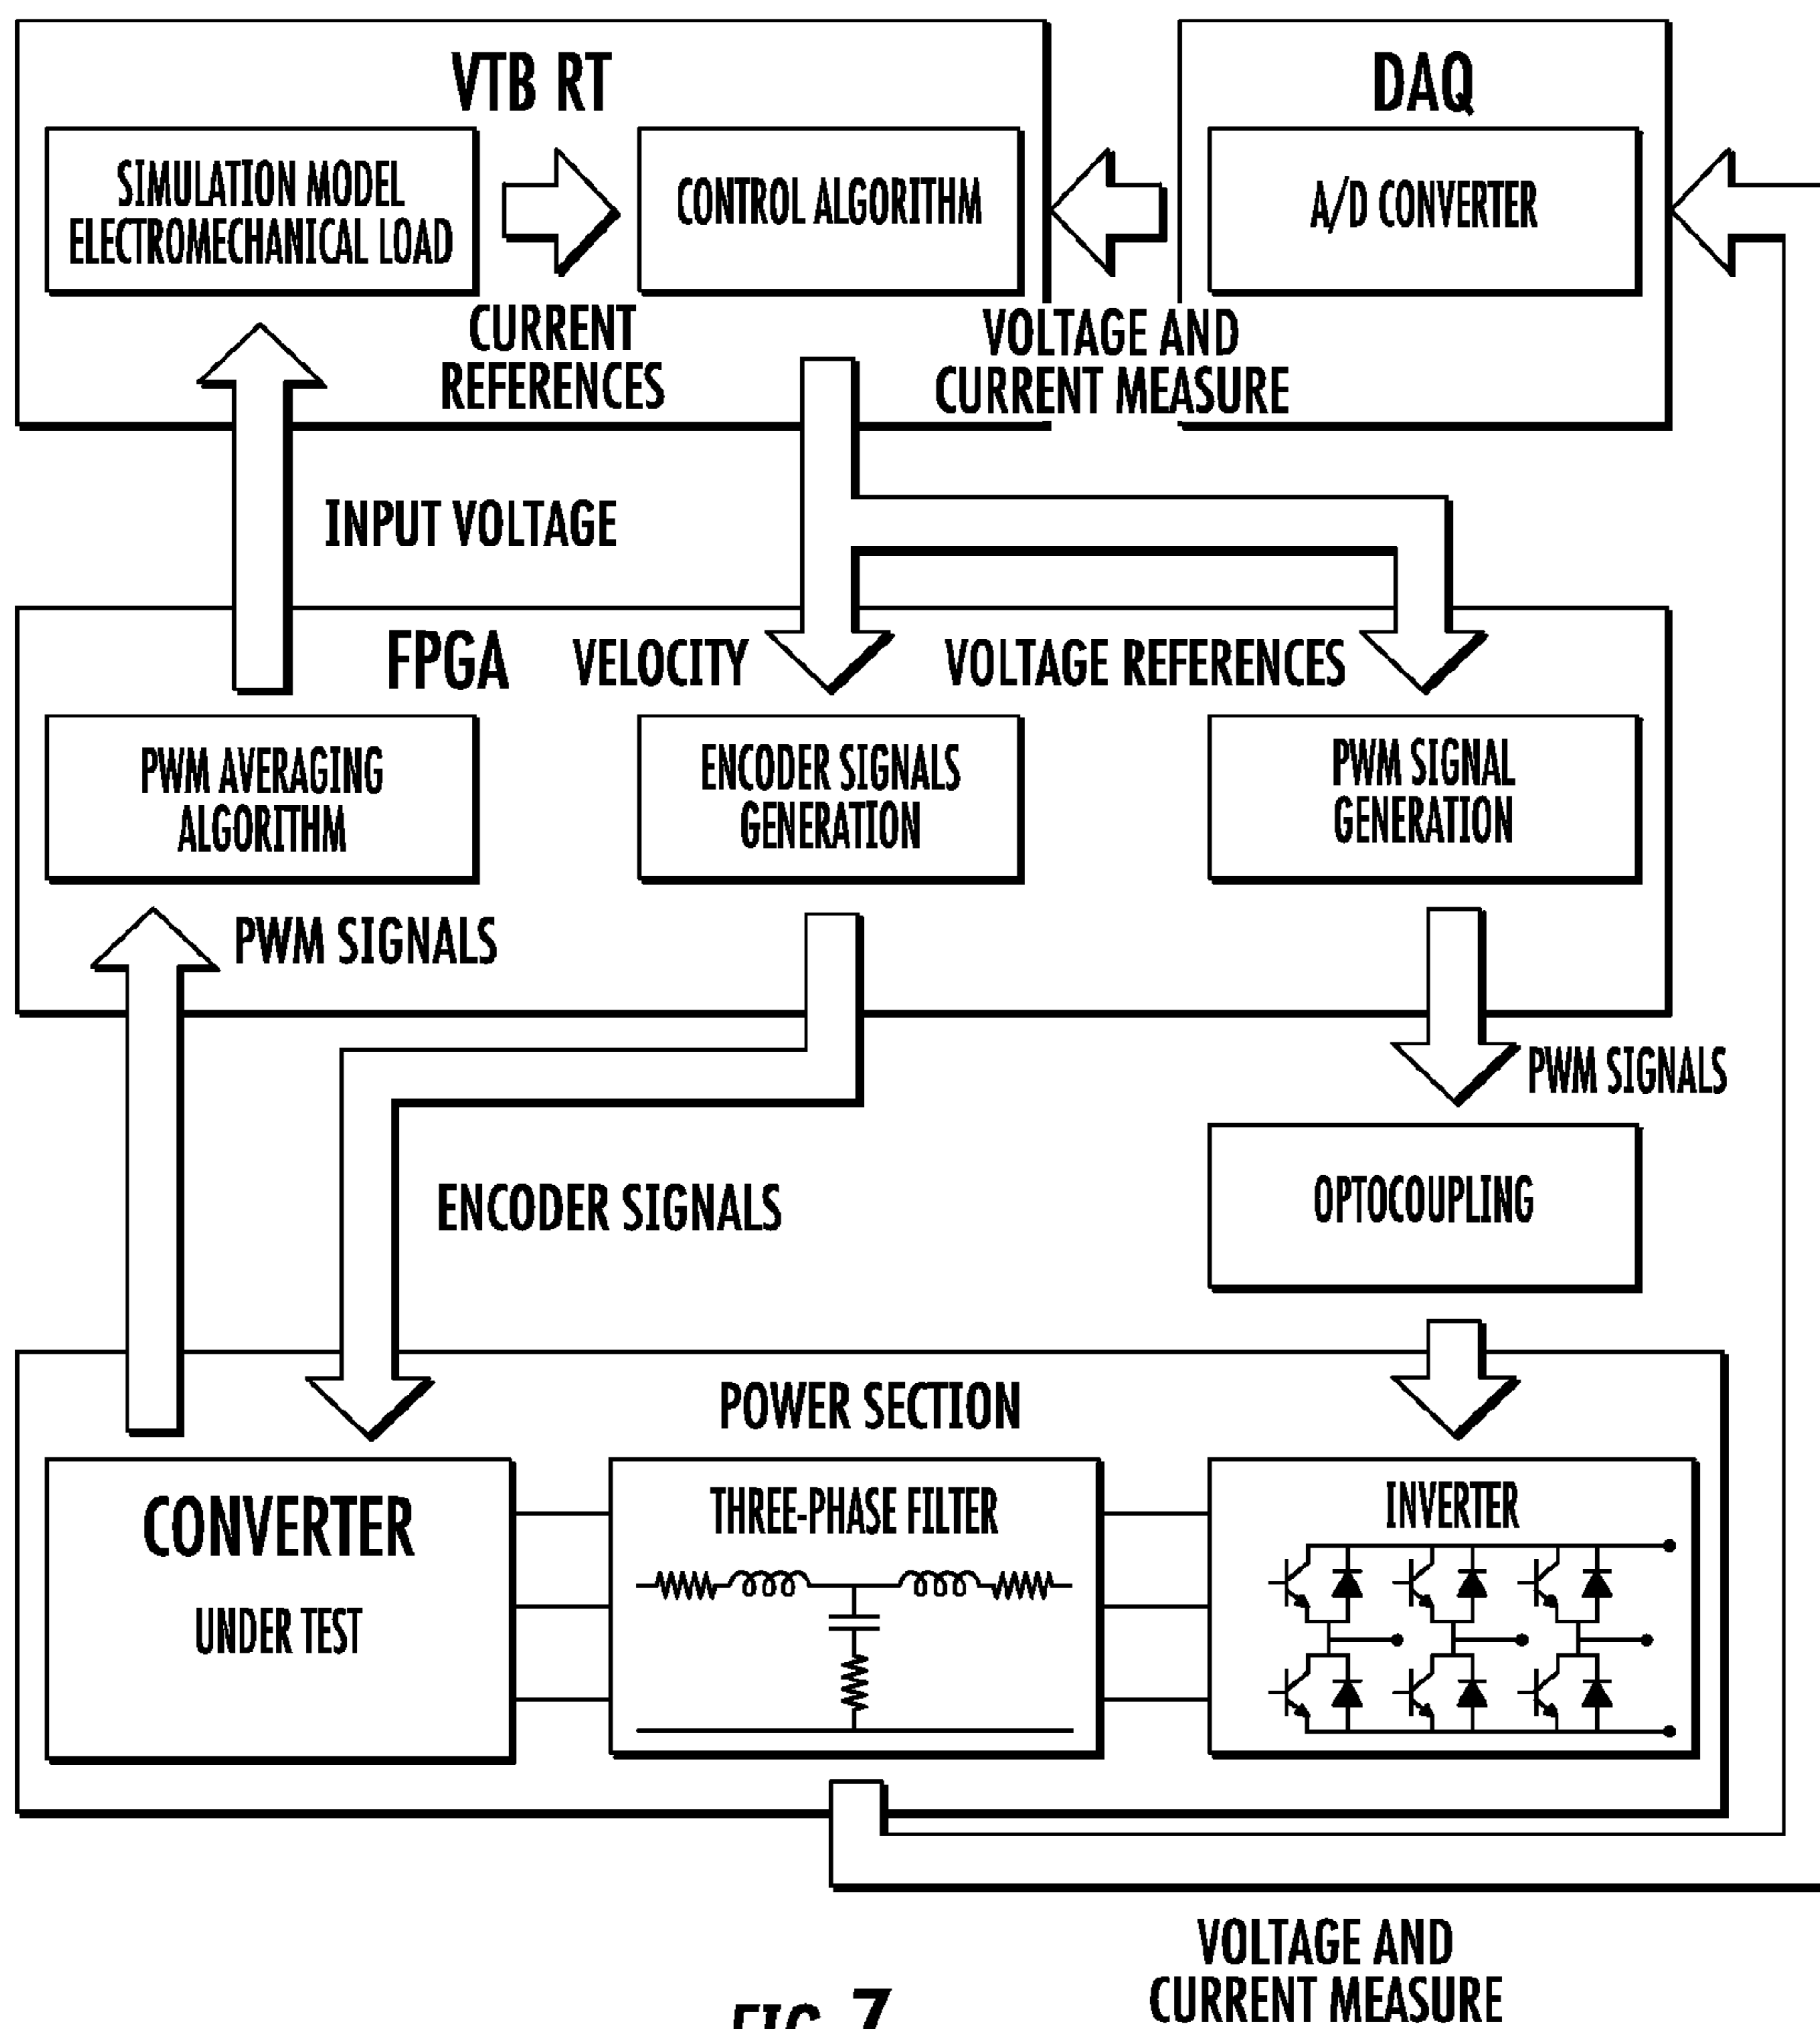 VTB RT
DAQ
SIMULATION MODEL
ELECTROMECHANICAL LOAD
CONTROL ALGORITHM
A/D CONVERTER
CURRENT
REFERENCES
VOLTAGE AND
CURRENT MEASURE
INPUT VOLTAGE
FPGA
VELOCITY
VOLTAGE REFERENCES
PWM AVERAGING
ALGORITHM
ENCODER SIGNALS
GENERATION
PWM SIGNAL
GENERATION
PWM SIGNALS
PWM SIGNALS
ENCODER SIGNALS
OPTOCOUPLING
POWER SECTION
CONVERTER
UNDER TEST
THREE-PHASE FILTER
INVERTER
VOLTAGE AND
CURRENT MEASURE
FIG. 7